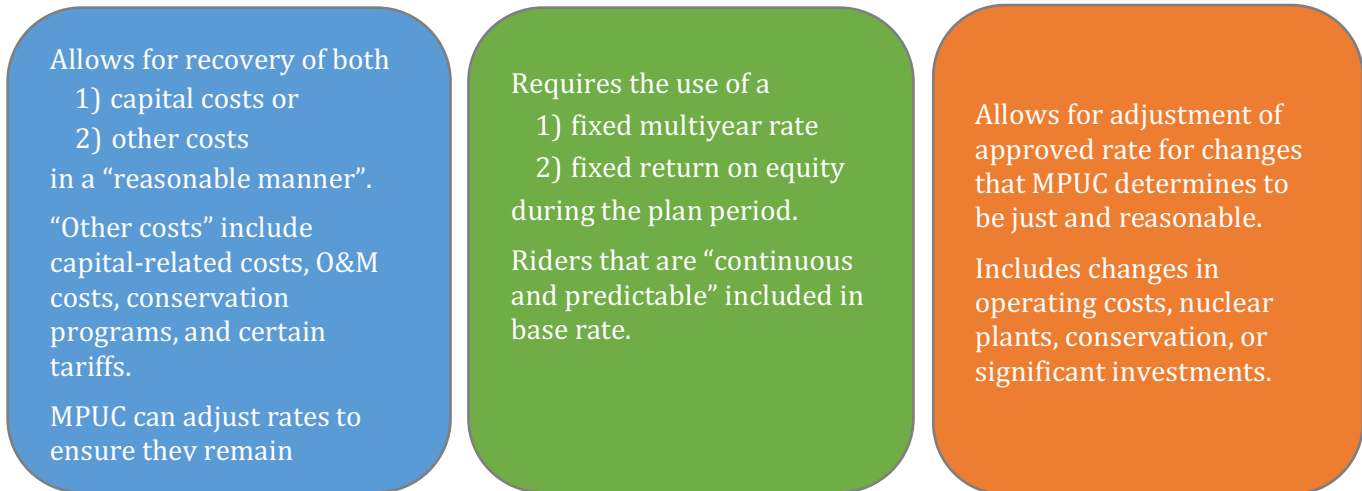 Allows for recovery of both
1) capital costs or
2) other costs
in a “reasonable manner”.
“Other costs” include
capital-related costs, O&M
costs, conservation
programs, and certain
tariffs.
MPUC can adjust rates to
ensure they remain
Requires the use of a
1) fixed multiyear rate
2) fixed return on equity
during the plan period.
Riders that are “continuous
and predictable” included in
base rate.
Allows for adjustment of
approved rate for changes
that MPUC determines to
be just and reasonable.
Includes changes in
operating costs, nuclear
plants, conservation, or
significant investments.